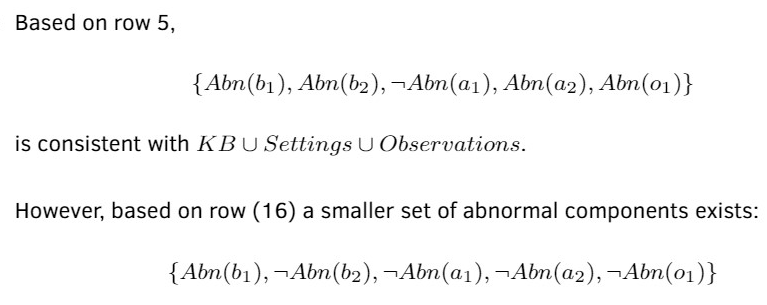 Based on row 5,
{Abn(b₁), Abn(b₂), ¬Abn(a₁), Abn(a₂), Abn(o₁)}
is consistent with KB ∪ Settings ∪ Observations.
However, based on row (16) a smaller set of abnormal components exists:
{Abn(b₁), ¬Abn(b₂), ¬Abn(a₁), ¬Abn(a₂), ¬Abn(o₁)}